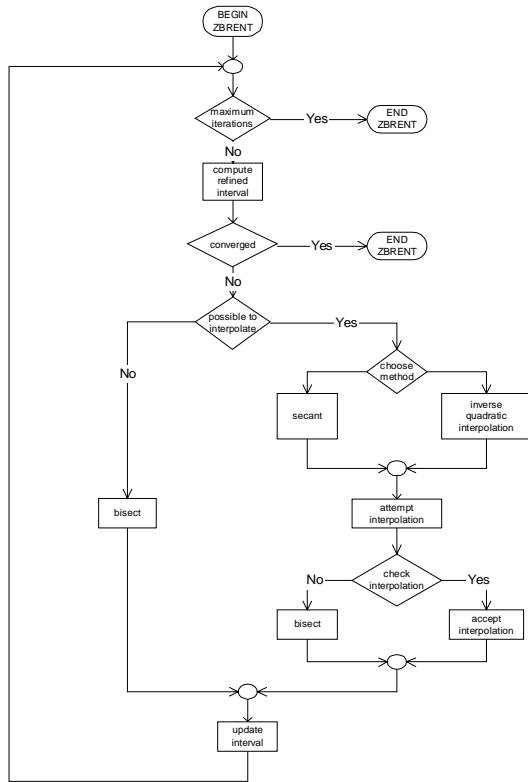 BEGIN
ZBRENT
maximum
iterations
Yes
END
ZBRENT
No
compute
refined
interval
converged
Yes
END
ZBRENT
No
possible to
interpolate
Yes
No
choose
method
secant
inverse
quadratic
interpolation
bisect
attempt
interpolation
check
interpolation
No
Yes
bisect
accept
interpolation
update
interval